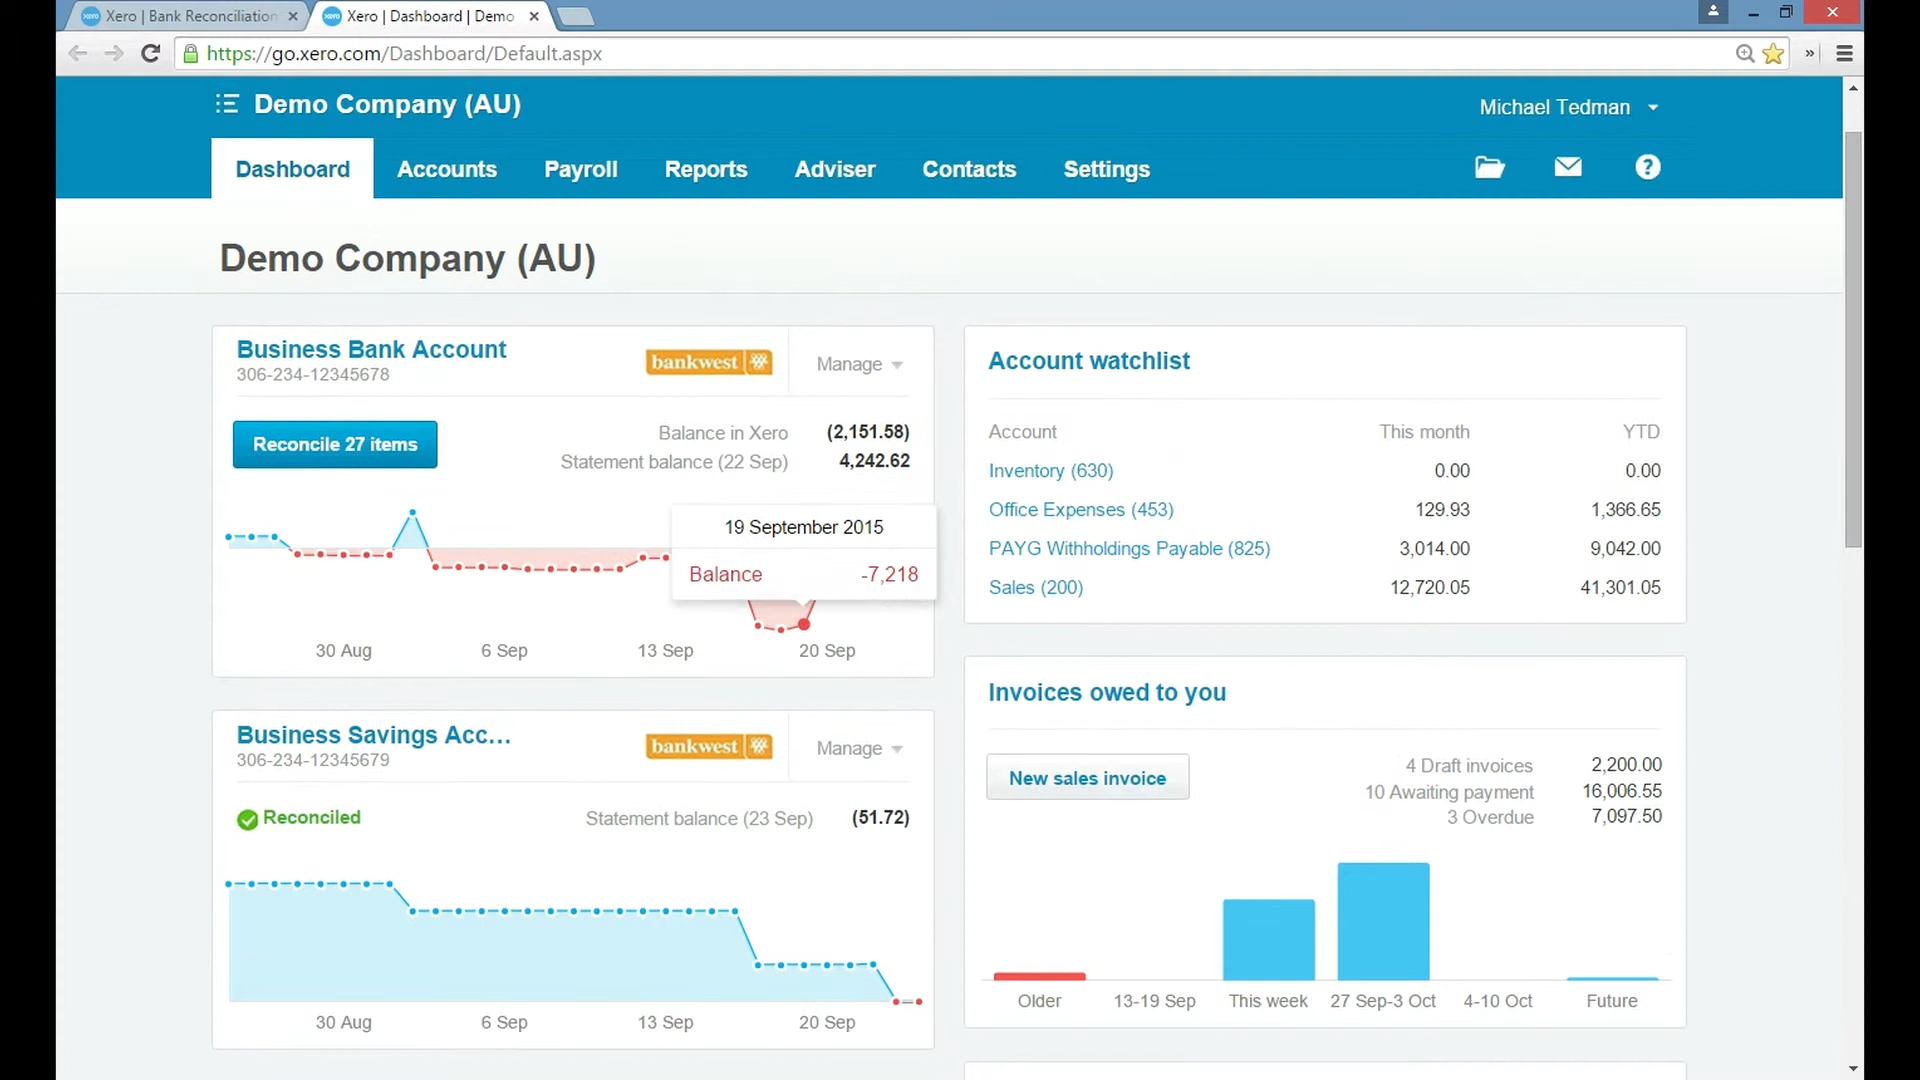 Xero | Bank Reconciliation
Xero | Dashboard | Demo
https://go.xero.com/Dashboard/Default.aspx
Demo Company (AU)
Michael Tedman
Dashboard Accounts Payroll Reports Adviser Contacts Settings
Demo Company (AU)
Business Bank Account
306-234-12345678
bankwest
Manage
Reconcile 27 items
Balance in Xero (2,151.58)
Statement balance (22 Sep) 4,242.62
19 September 2015
Balance -7,218
30 Aug 6 Sep 13 Sep 20 Sep
Business Savings Acc...
306-234-12345679
bankwest
Manage
Reconciled
Statement balance (23 Sep) (51.72)
30 Aug 6 Sep 13 Sep 20 Sep
Account watchlist
Account This month YTD
Inventory (630) 0.00 0.00
Office Expenses (453) 129.93 1,366.65
PAYG Withholdings Payable (825) 3,014.00 9,042.00
Sales (200) 12,720.05 41,301.05
Invoices owed to you
New sales invoice
4 Draft invoices 2,200.00
10 Awaiting payment 16,006.55
3 Overdue 7,097.50
Older 13-19 Sep This week 27 Sep-3 Oct 4-10 Oct Future